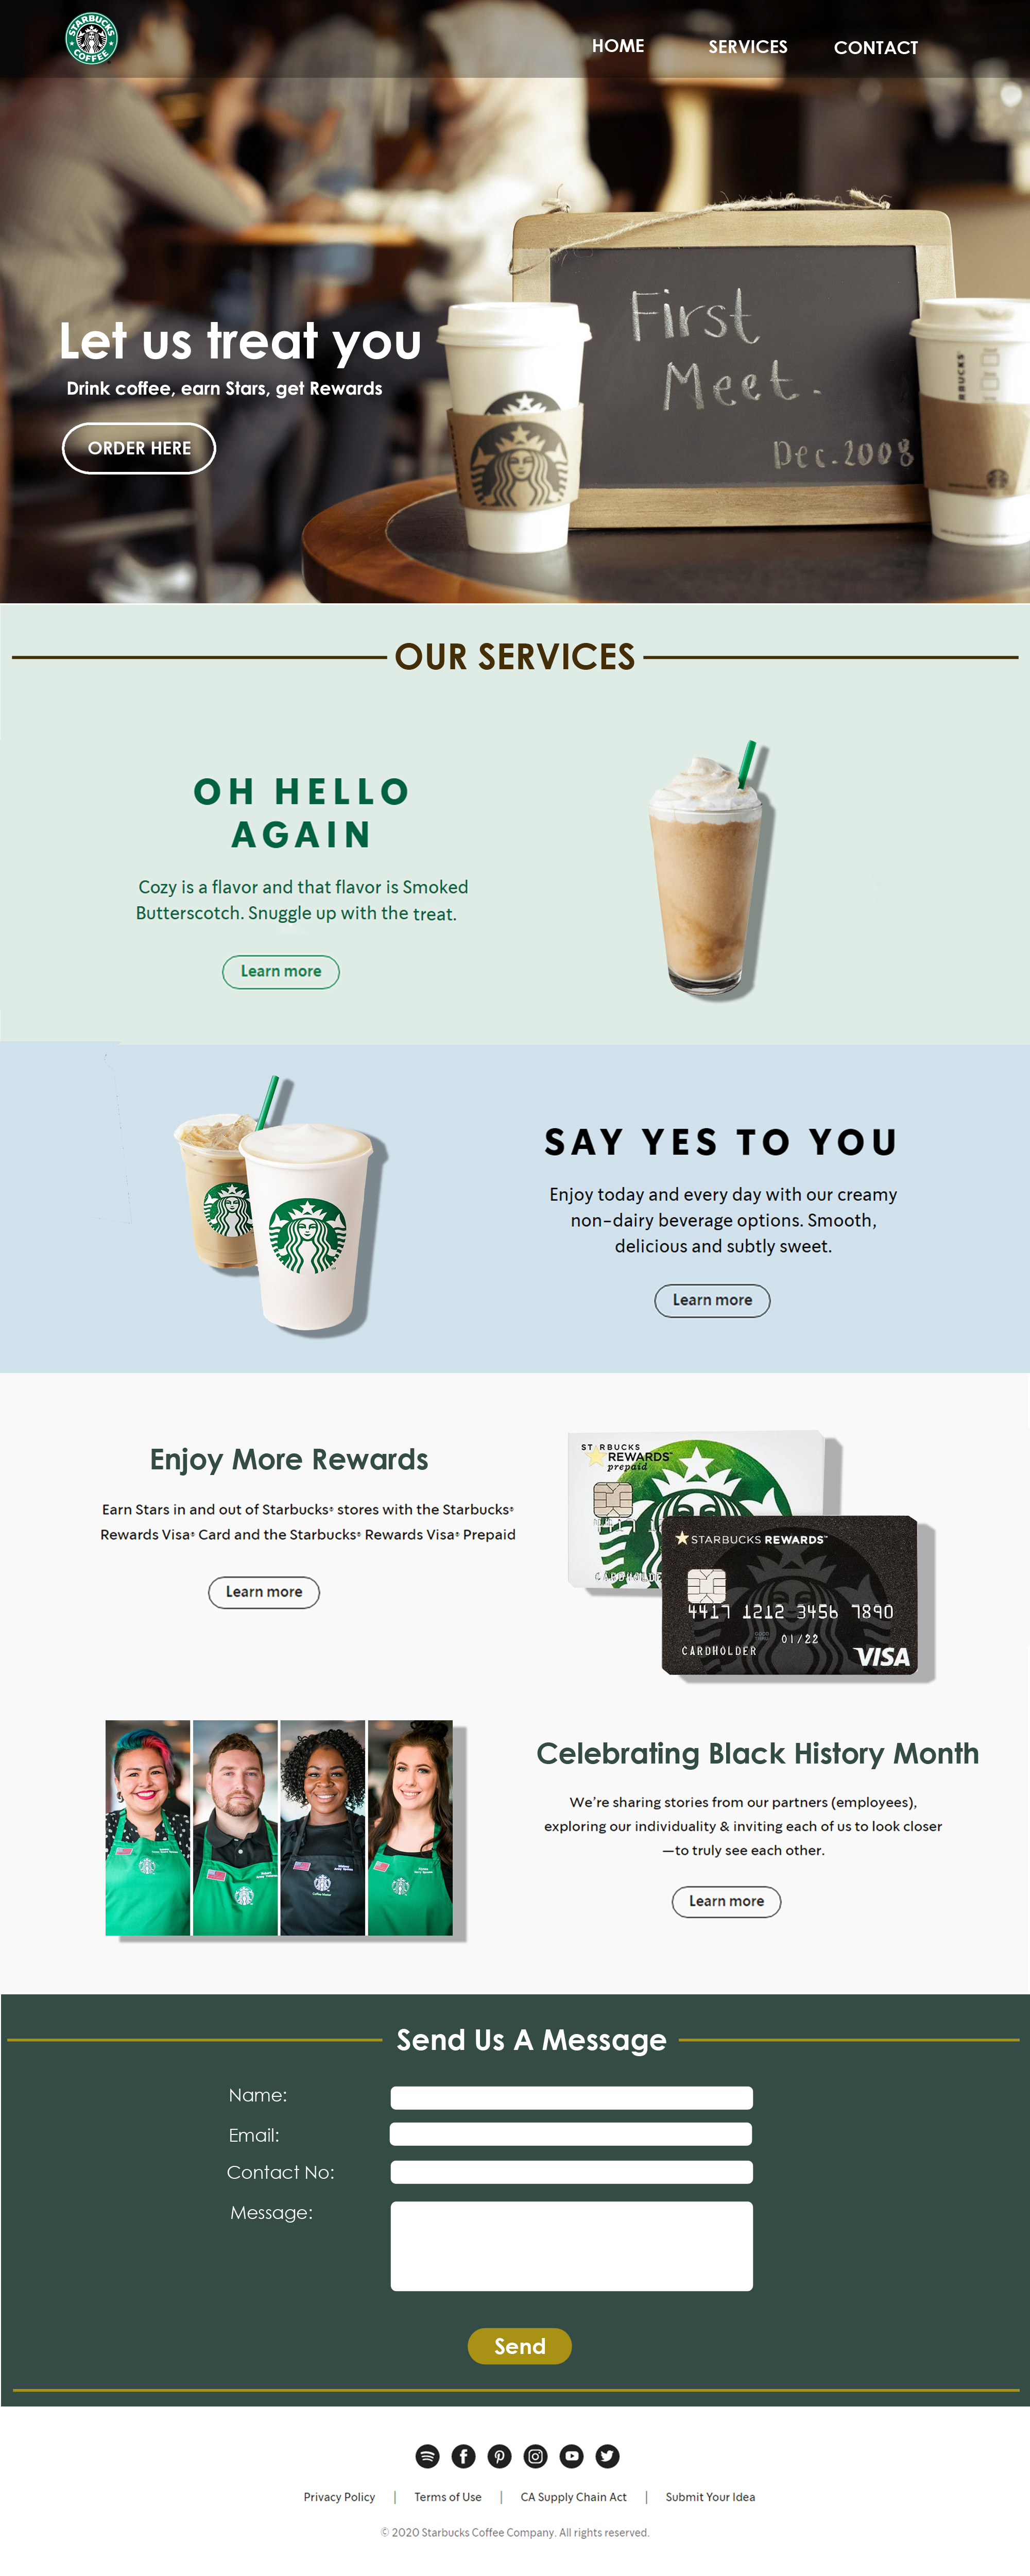 STARBUCKS
COFFEE
HOME
SERVICES
CONTACT
First
Meet.
Dec.2008
Let us treat you
Drink coffee, earn Stars, get Rewards
ORDER HERE
OUR SERVICES
OH HELLO
AGAIN
Cozy is a flavor and that flavor is Smoked
Butterscotch. Snuggle up with the treat.
Learn more
SAY YES TO YOU
Enjoy today and every day with our creamy
non-dairy beverage options. Smooth,
delicious and subtly sweet.
Learn more
Enjoy More Rewards
Earn Stars in and out of Starbucks® stores with the Starbucks®
Rewards Visa® Card and the Starbucks® Rewards Visa® Prepaid
Learn more
STARBUCKS
REWARDS™
prepaid
STARBUCKS REWARDS™
4417 1212 3456 7890
01/22
CARDHOLDER
VISA
Celebrating Black History Month
We're sharing stories from our partners (employees),
exploring our individuality & inviting each of us to look closer
—to truly see each other.
Learn more
Send Us A Message
Name:
Email:
Contact No:
Message:
Send
Privacy Policy | Terms of Use | CA Supply Chain Act | Submit Your Idea
© 2020 Starbucks Coffee Company. All rights reserved.